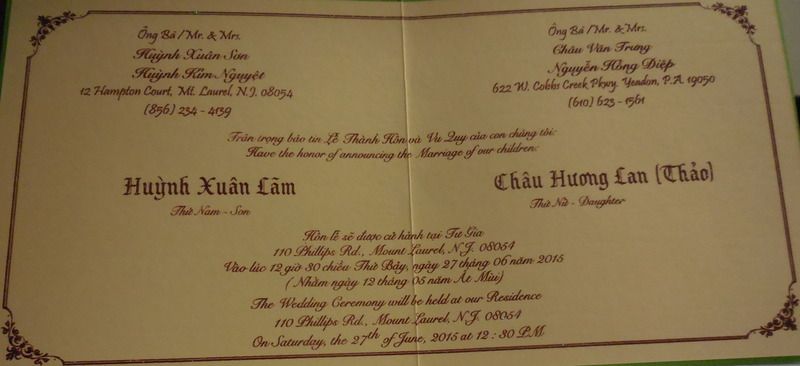 Ông Bà / Mr. & Mrs.
Huỳnh Xuân Sơn
Huỳnh Kim Nguyệt
12 Hampton Court, Mt. Laurel, N.J. 08054
(856) 234 - 4139
Ông Bà / Mr. & Mrs.
Châu Văn Trưng
Nguyễn Hồng Diệp
622 W. Cobbs Creek Pkwy, Yeadon, P.A 19050
(610) 623 - 1561
Trân trọng báo tin Lễ Thành Hôn và Vu Quy của con chúng tôi:
Have the honor of announcing the Marriage of our children:
Huỳnh Xuân Lãm
Thứ Nam - Son
Châu Hương Lan (Thảo)
Thứ Nữ - Daughter
Hôn lễ sẽ được cử hành tại Tư Gia
110 Phillips Rd., Mount Laurel, N.J. 08054
Vào lúc 12 giờ 30 chiều Thứ Bảy, ngày 27 tháng 06 năm 2015
( Nhằm ngày 12 tháng 05 năm Ất Mùi )
The Wedding Ceremony will be held at our Residence
110 Phillips Rd., Mount Laurel, N.J. 08054
On Saturday, the 27th of June, 2015 at 12 : 30 PM